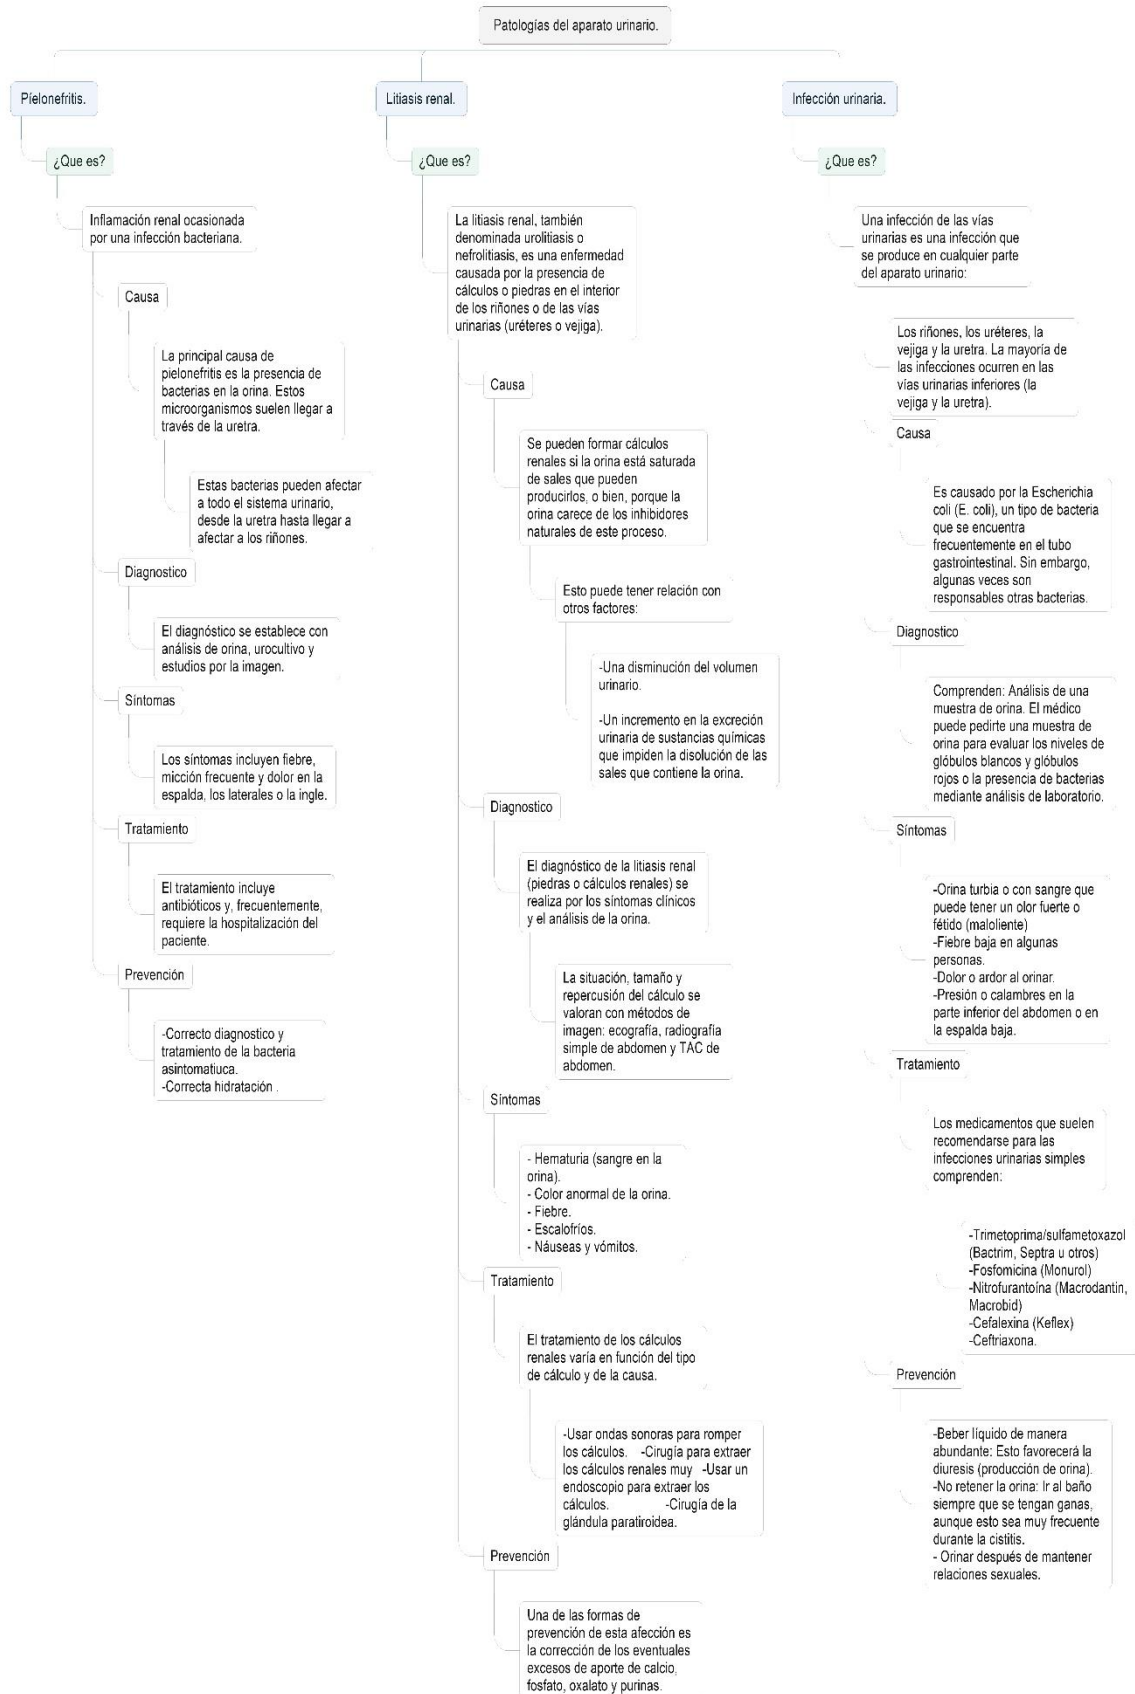 Patologías del aparato urinario.
Píelonefritis.
¿Que es?
Inflamación renal ocasionada
por una infección bacteriana.
Causa
La principal causa de
pielonefritis es la presencia de
bacterias en la orina. Estos
microorganismos suelen llegar a
través de la uretra.
Estas bacterias pueden afectar
a todo el sistema urinario,
desde la uretra hasta llegar a
afectar a los riñones.
Diagnostico
El diagnóstico se establece con
análisis de orina, urocultivo y
estudios por la imagen.
Síntomas
Los síntomas incluyen fiebre,
micción frecuente y dolor en la
espalda, los laterales o la ingle.
Tratamiento
El tratamiento incluye
antibióticos y, frecuentemente,
requiere la hospitalización del
paciente.
Prevención
-Correcto diagnostico y
tratamiento de la bacteria
asintomatiuca.
-Correcta hidratación .
Litiasis renal.
¿Que es?
La litiasis renal, también
denominada urolitiasis o
nefrolitiasis, es una enfermedad
causada por la presencia de
cálculos o piedras en el interior
de los riñones o de las vías
urinarias (uréteres o vejiga).
Causa
Se pueden formar cálculos
renales si la orina está saturada
de sales que pueden
producirlos, o bien, porque la
orina carece de los inhibidores
naturales de este proceso.
Esto puede tener relación con
otros factores:
-Una disminución del volumen
urinario.
-Un incremento en la excreción
urinaria de sustancias químicas
que impiden la disolución de las
sales que contiene la orina.
Diagnostico
El diagnóstico de la litiasis renal
(piedras o cálculos renales) se
realiza por los síntomas clínicos
y el análisis de la orina.
La situación, tamaño y
repercusión del cálculo se
valoran con métodos de
imagen: ecografía, radiografía
simple de abdomen y TAC de
abdomen.
Síntomas
- Hematuria (sangre en la
orina).
- Color anormal de la orina.
- Fiebre.
- Escalofríos.
- Náuseas y vómitos.
Tratamiento
El tratamiento de los cálculos
renales varía en función del tipo
de cálculo y de la causa.
-Usar ondas sonoras para romper
los cálculos. -Cirugía para extraer
los cálculos renales muy -Usar un
endoscopio para extraer los
cálculos. -Cirugía de la
glándula paratiroidea.
Prevención
Una de las formas de
prevención de esta afección es
la corrección de los eventuales
excesos de aporte de calcio,
fosfato, oxalato y purinas.
Infección urinaria.
¿Que es?
Una infección de las vías
urinarias es una infección que
se produce en cualquier parte
del aparato urinario:
Los riñones, los uréteres, la
vejiga y la uretra. La mayoría de
las infecciones ocurren en las
vías urinarias inferiores (la
vejiga y la uretra).
Causa
Es causado por la Escherichia
coli (E. coli), un tipo de bacteria
que se encuentra
frecuentemente en el tubo
gastrointestinal. Sin embargo,
algunas veces son
responsables otras bacterias.
Diagnostico
Comprenden: Análisis de una
muestra de orina. El médico
puede pedirte una muestra de
orina para evaluar los niveles de
glóbulos blancos y glóbulos
rojos o la presencia de bacterias
mediante análisis de laboratorio.
Síntomas
-Orina turbia o con sangre que
puede tener un olor fuerte o
fétido (maloliente)
-Fiebre baja en algunas
personas.
-Dolor o ardor al orinar.
-Presión o calambres en la
parte inferior del abdomen o en
la espalda baja.
Tratamiento
Los medicamentos que suelen
recomendarse para las
infecciones urinarias simples
comprenden:
-Trimetoprima/sulfametoxazol
(Bactrim, Septra u otros)
-Fosfomicina (Monurol)
-Nitrofurantoína (Macrodantin,
Macrobid)
-Cefalexina (Keflex)
-Ceftriaxona.
Prevención
-Beber líquido de manera
abundante: Esto favorecerá la
diuresis (producción de orina).
-No retener la orina: Ir al baño
siempre que se tengan ganas,
aunque esto sea muy frecuente
durante la cistitis.
- Orinar después de mantener
relaciones sexuales.